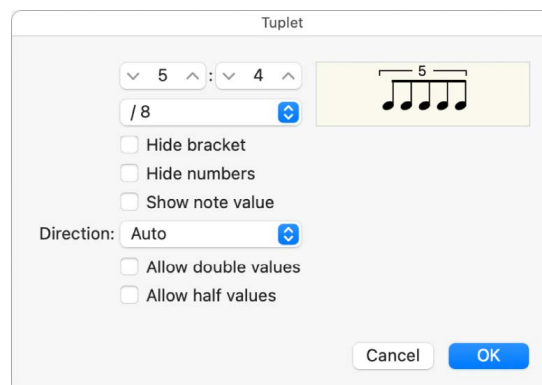 Tuplet
5 : 4
5
/ 8
Hide bracket
Hide numbers
Show note value
Direction: Auto
Allow double values
Allow half values
Cancel OK